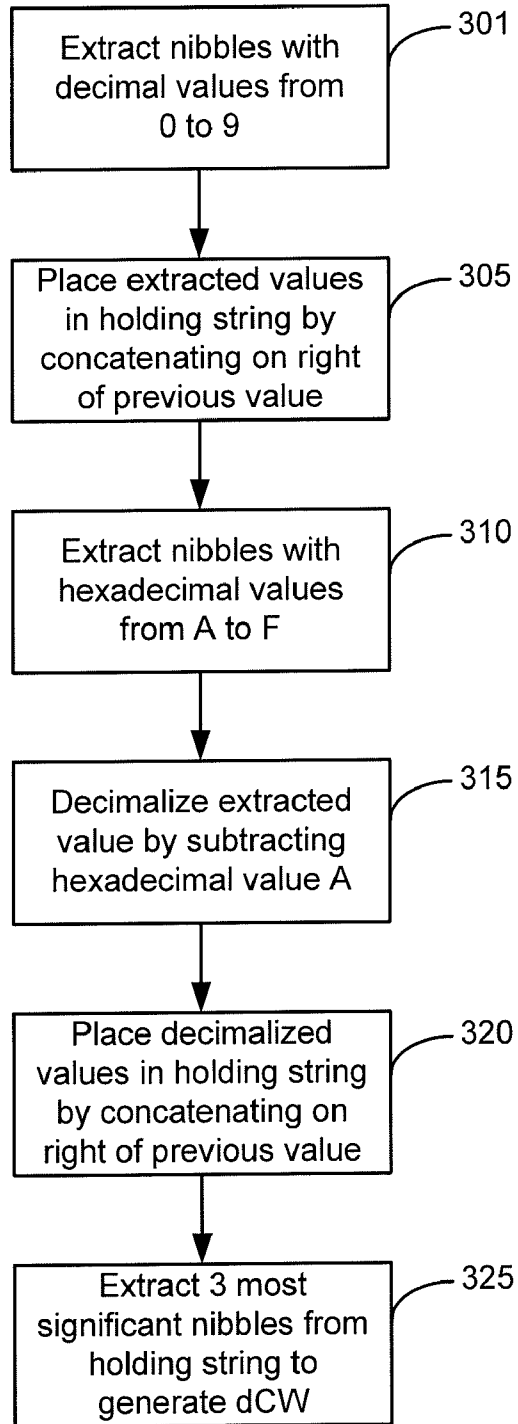 Extract nibbles with
decimal values from
0 to 9
301
Place extracted values
in holding string by
concatenating on right
of previous value
305
Extract nibbles with
hexadecimal values
from A to F
310
Decimalize extracted
value by subtracting
hexadecimal value A
315
Place decimalized
values in holding string
by concatenating on
right of previous value
320
Extract 3 most
significant nibbles from
holding string to
generate dCW
325